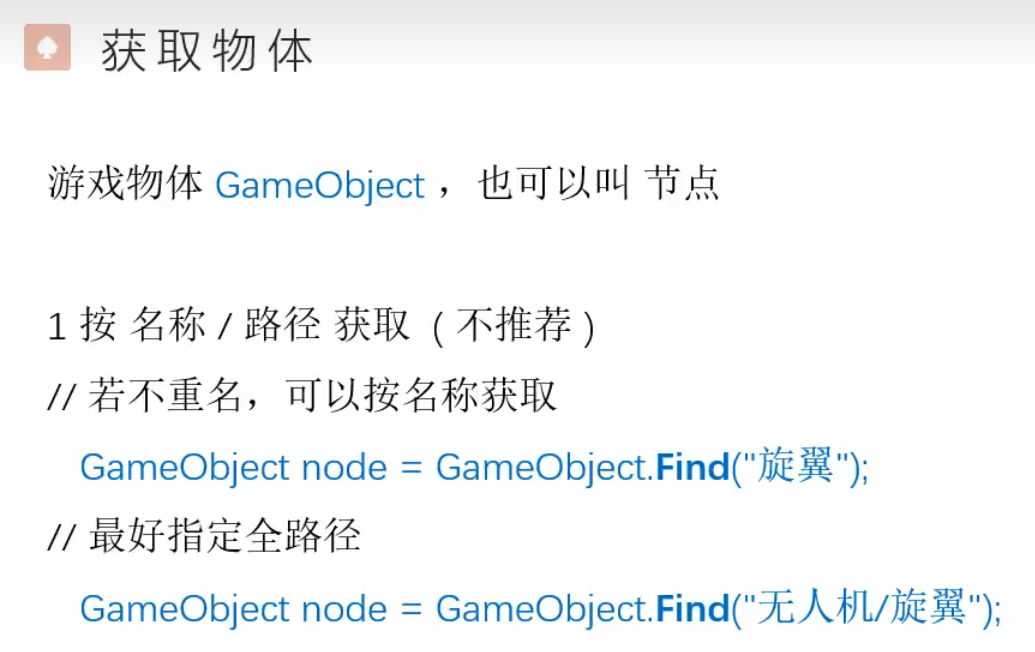 获取物体
游戏物体 GameObject ，也可以叫 节点
1 按 名称 / 路径 获取 ( 不推荐 )
// 若不重名，可以按名称获取
GameObject node = GameObject.Find("旋翼");
// 最好指定全路径
GameObject node = GameObject.Find("无人机/旋翼");